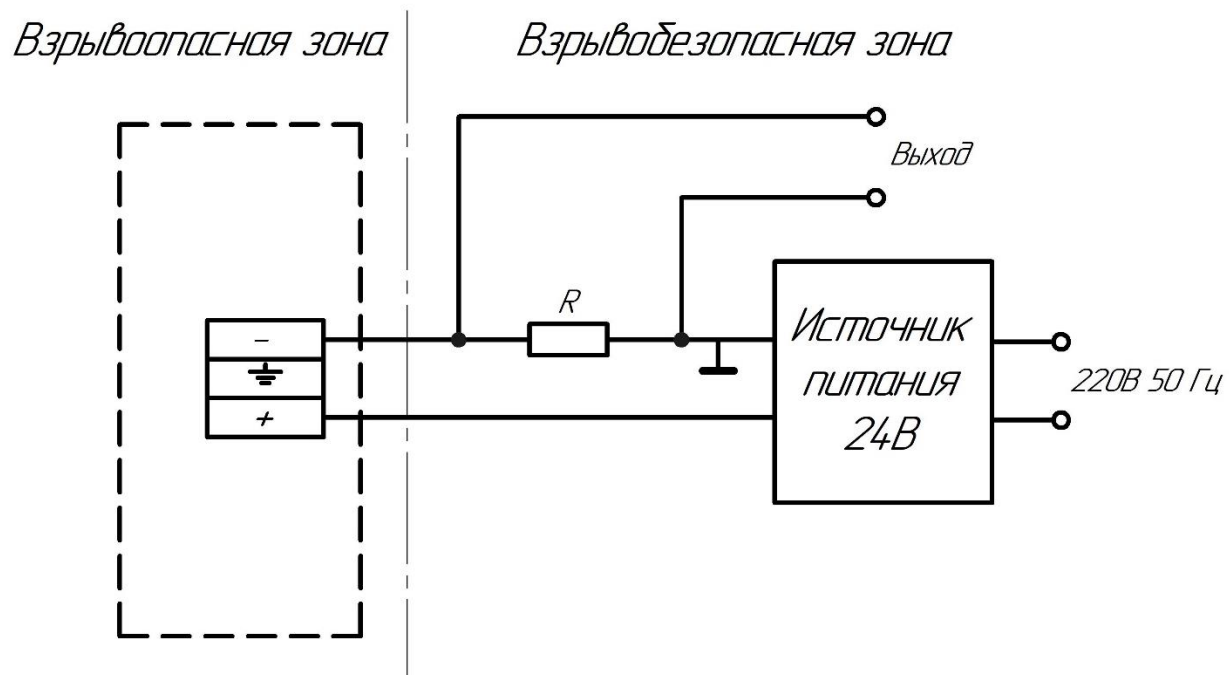 Взрывоопасная зона
Взрывобезопасная зона
Выход
R
−
+
Источник
питания
24В
220В 50 Гц